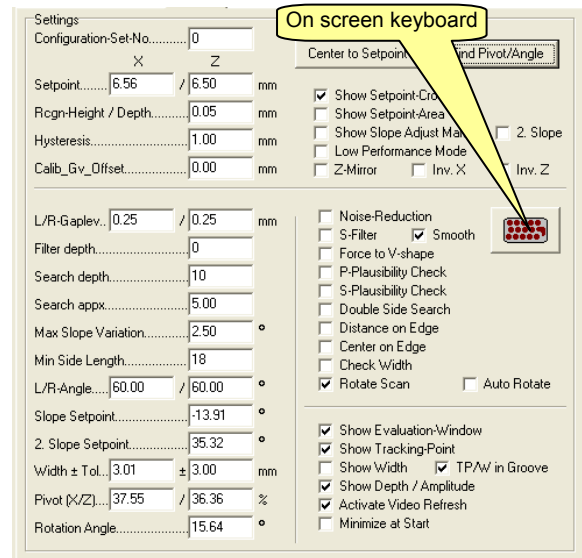 On screen keyboard
Settings
Configuration-Set-No.......... 0
X Z
Setpoint....... 6.56 / 6.50 mm
Rcgn-Height / Depth....... 0.05 mm
Hysteresis.................... 1.00 mm
Calib_Gv_Offset............... 0.00 mm
Center to Setpoint
Pivot/Angle
Show Setpoint-Cro
Show Setpoint-Area
Show Slope Adjust Mar
2. Slope
Low Performance Mode
Z-Mirror Inv. X Inv. Z
L/R-Gaplev.. 0.25 / 0.25 mm
Filter depth................... 0
Search depth................ 10
Search appx.................. 5.00
Max Slope Variation........... 2.50 °
Min Side Length............... 18
L/R-Angle..... 60.00 / 60.00 °
Slope Setpoint................. -13.91 °
2. Slope Setpoint............. 35.32 °
Width ± Tol... 3.01 ± 3.00 mm
Pivot (X/Z).... 37.55 / 36.36 %
Rotation Angle................. 15.64 °
Noise-Reduction
S-Filter Smooth
Force to V-shape
P-Plausibility Check
S-Plausibility Check
Double Side Search
Distance on Edge
Center on Edge
Check Width
Rotate Scan Auto Rotate
Show Evaluation-Window
Show Tracking-Point
Show Width TP/W in Groove
Show Depth / Amplitude
Activate Video Refresh
Minimize at Start